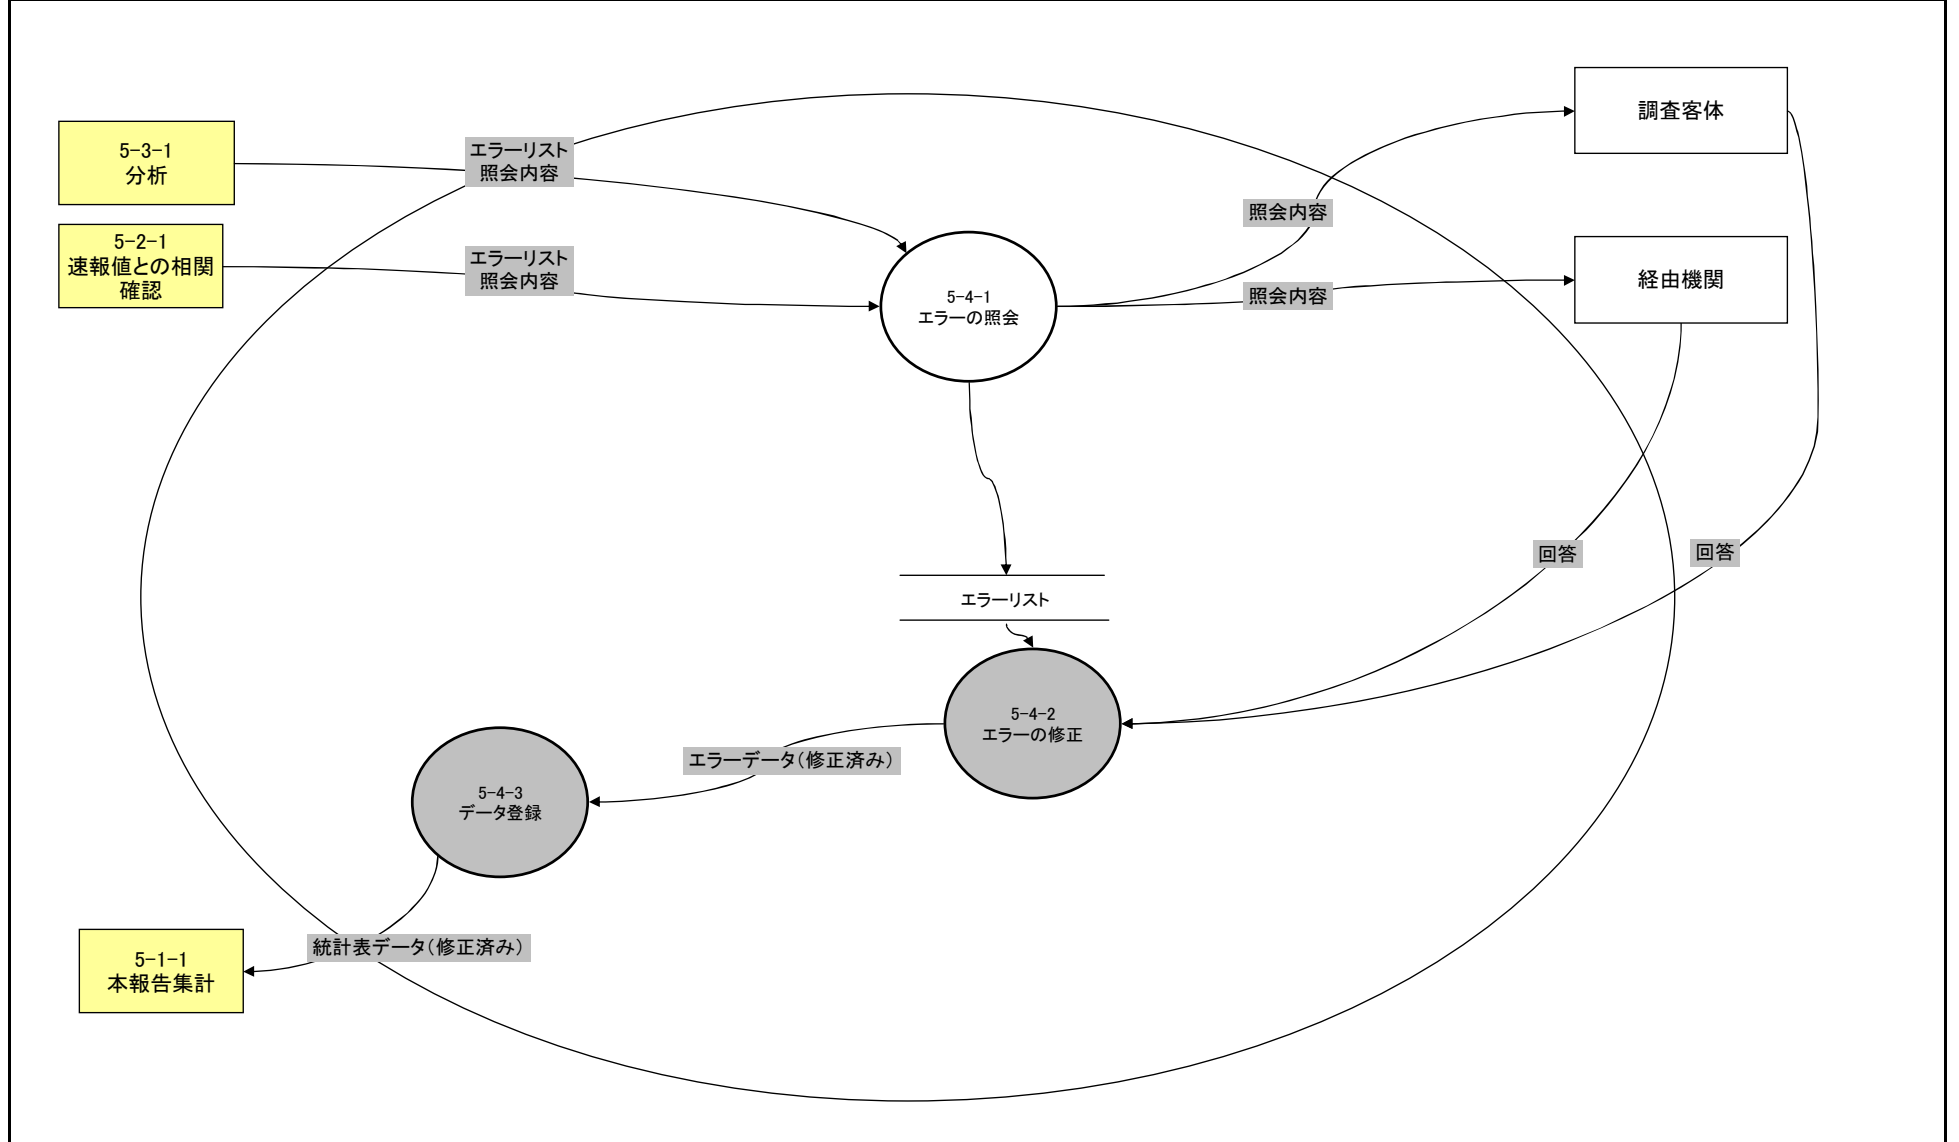 調査客体
5-3-1
分析
エラーリスト
照会内容
照会内容
5-2-1
速報値との相関
確認
エラーリスト
照会内容
5-4-1
エラーの照会
照会内容
経由機関
回答
回答
エラーリスト
5-4-2
エラーの修正
エラーデータ(修正済み)
5-4-3
データ登録
統計表データ(修正済み)
5-1-1
本報告集計